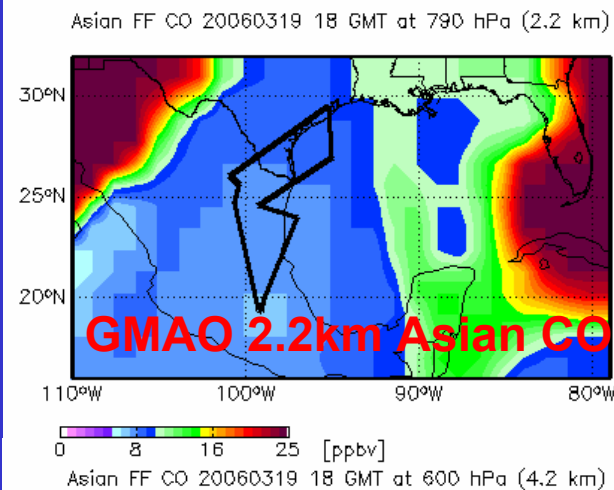 Asian FF CO 20060319 18 GMT at 790 hPa (2.2 km)
30°N
25°N
20°N
GMAO 2.2km Asian CO
110°W 100°W 90°W 80°W
0 8 16 25 [ppbv]
Asian FF CO 20060319 18 GMT at 600 hPa (4.2 km)